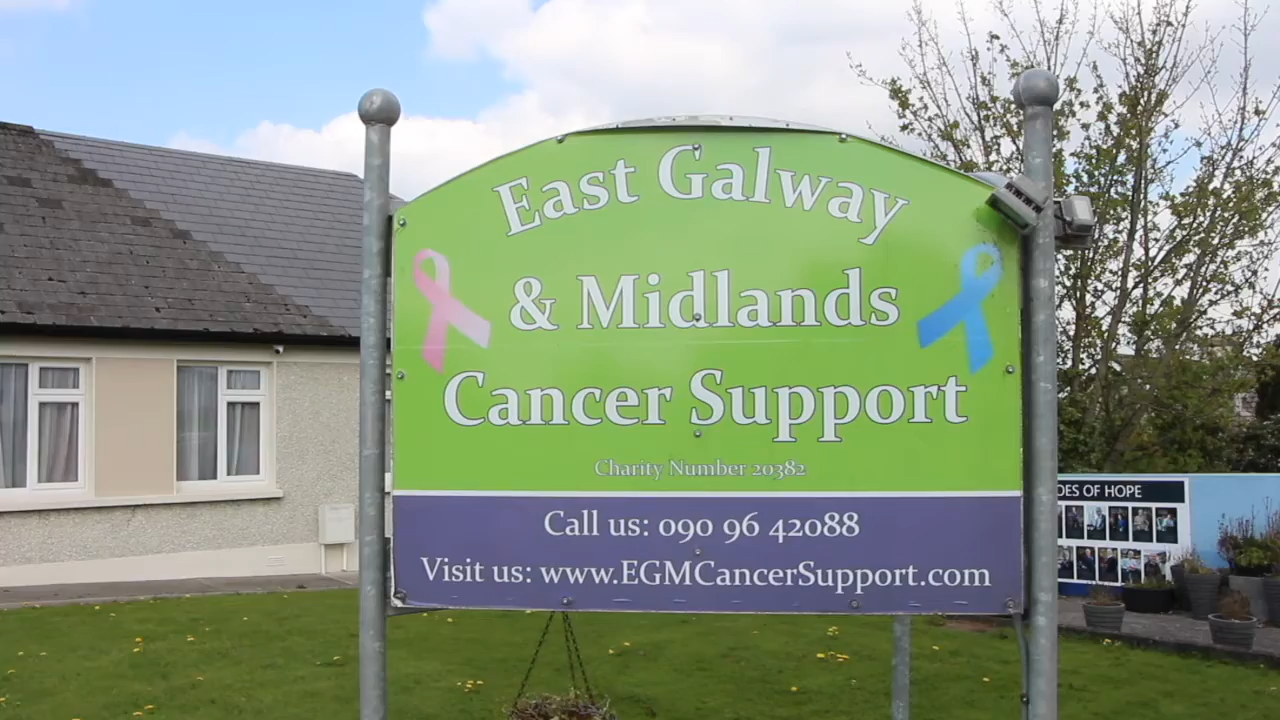 East Galway
& Midlands
Cancer Support
Charity Number 20382
Call us: 090 96 42088
Visit us: www.EGMCancerSupport.com
OF HOPE